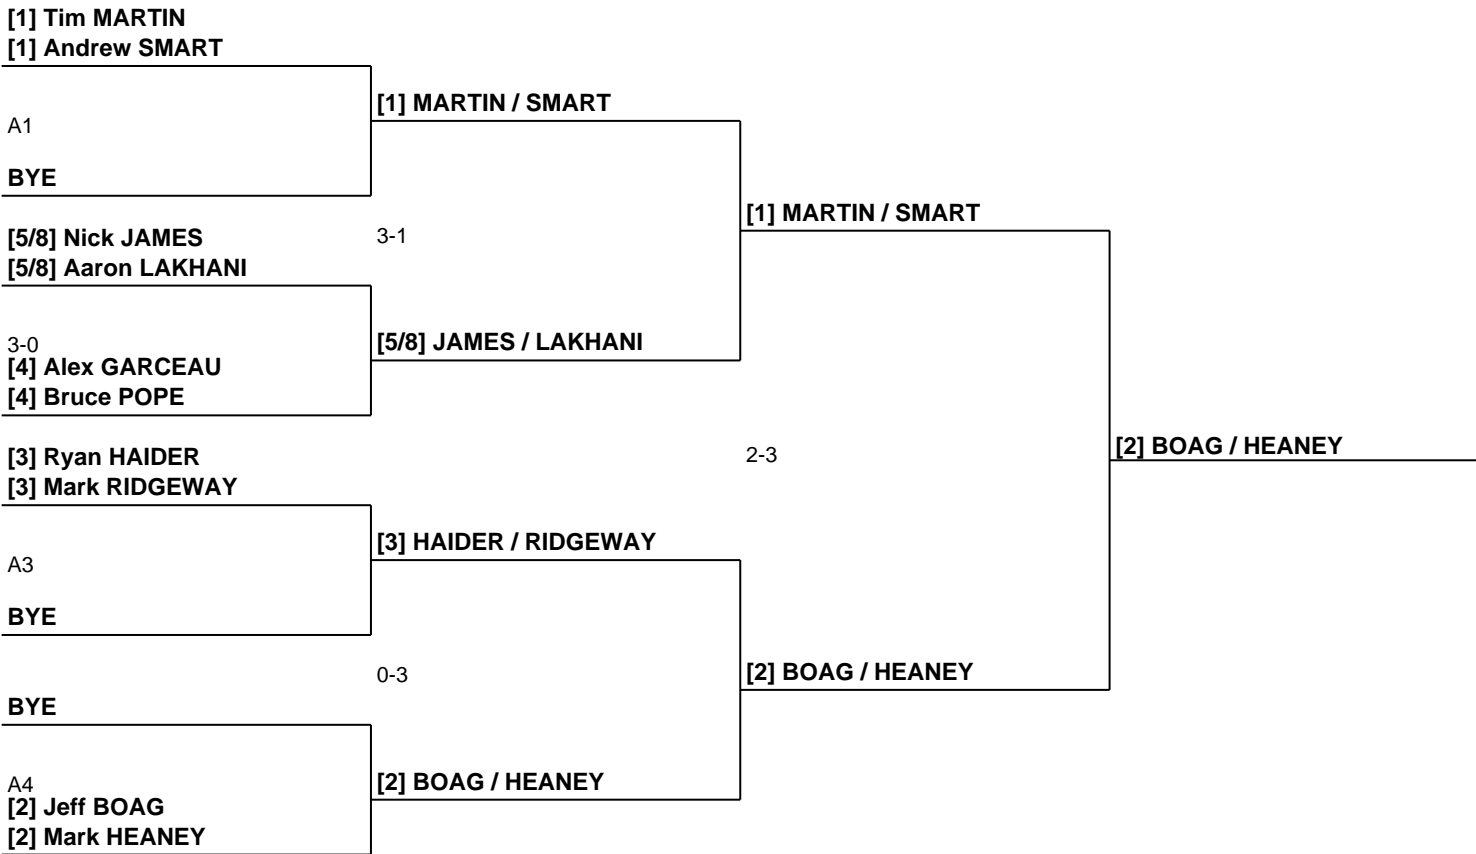 [1] Tim MARTIN
[1] Andrew SMART
[1] MARTIN / SMART
A1
BYE
[1] MARTIN / SMART
[5/8] Nick JAMES
3-1
[5/8] Aaron LAKHANI
3-0
[5/8] JAMES / LAKHANI
[4] Alex GARCEAU
[4] Bruce POPE
[3] Ryan HAIDER
2-3
[2] BOAG / HEANEY
[3] Mark RIDGEWAY
[3] HAIDER / RIDGEWAY
A3
BYE
0-3
[2] BOAG / HEANEY
BYE
A4
[2] BOAG / HEANEY
[2] Jeff BOAG
[2] Mark HEANEY